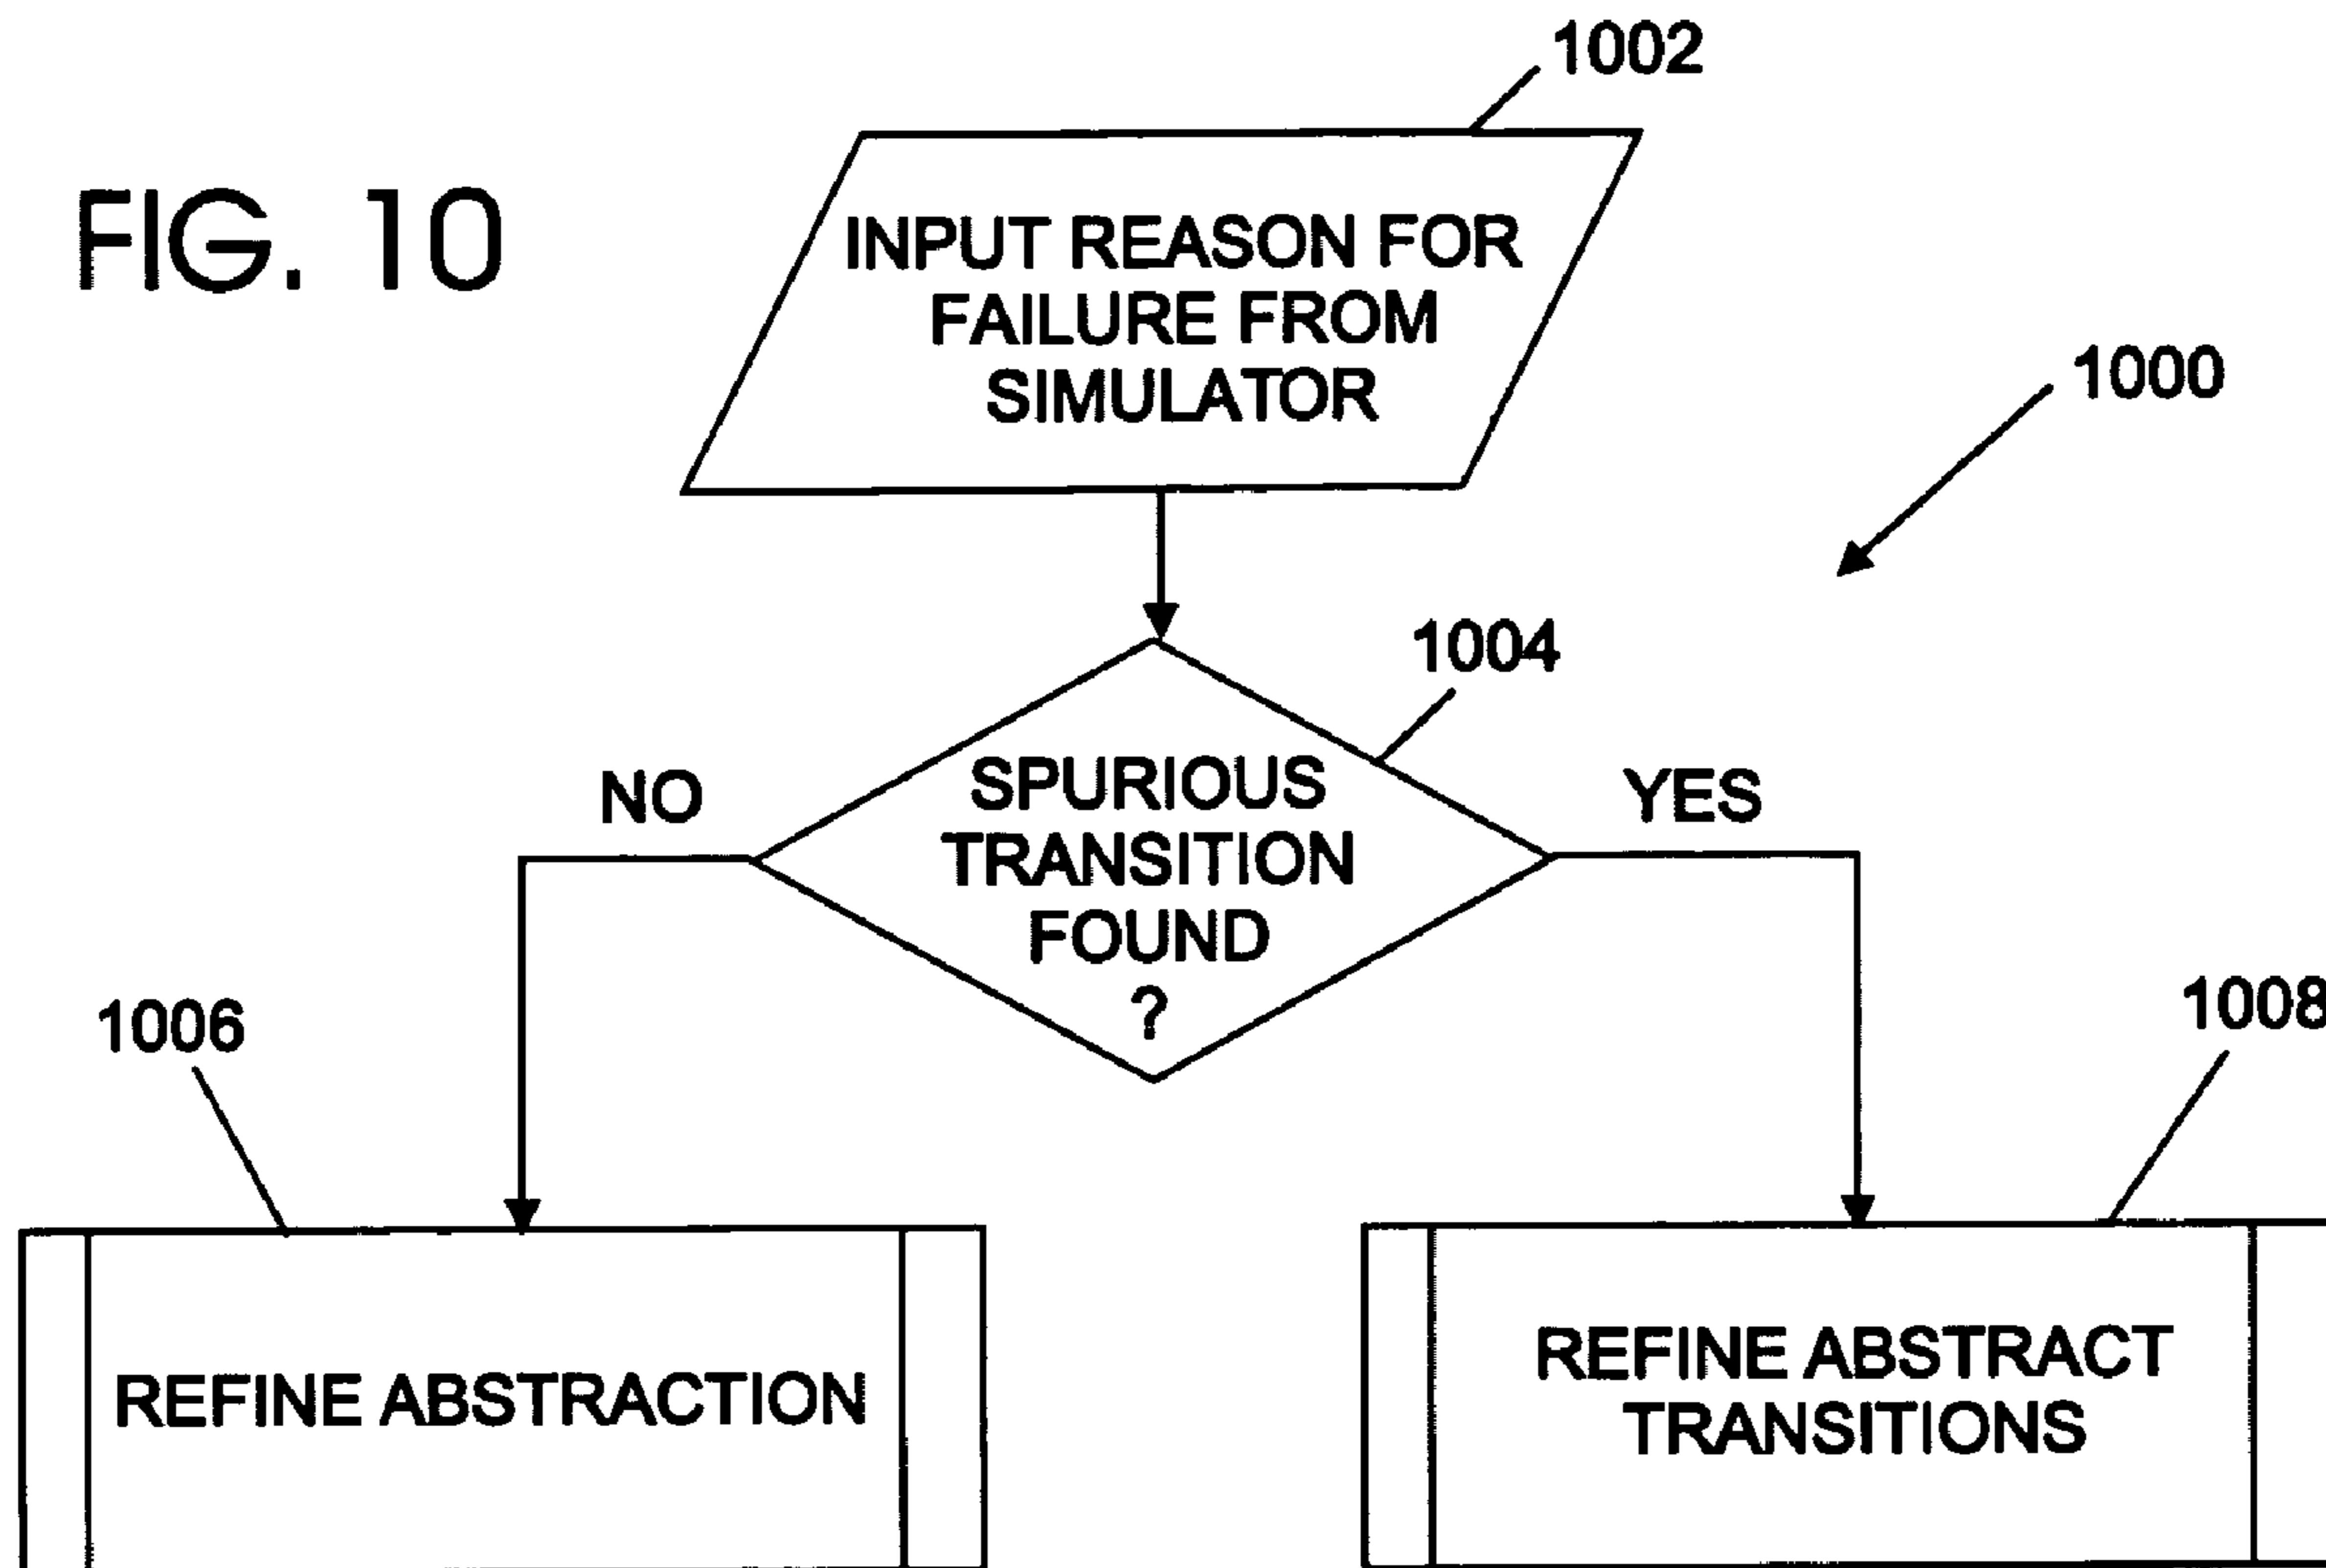 1002
FIG. 10
INPUT REASON FOR
FAILURE FROM
SIMULATOR
1000
1004
NO
SPURIOUS
TRANSITION
FOUND
?
YES
1006
1008
REFINE ABSTRACTION
REFINE ABSTRACT
TRANSITIONS